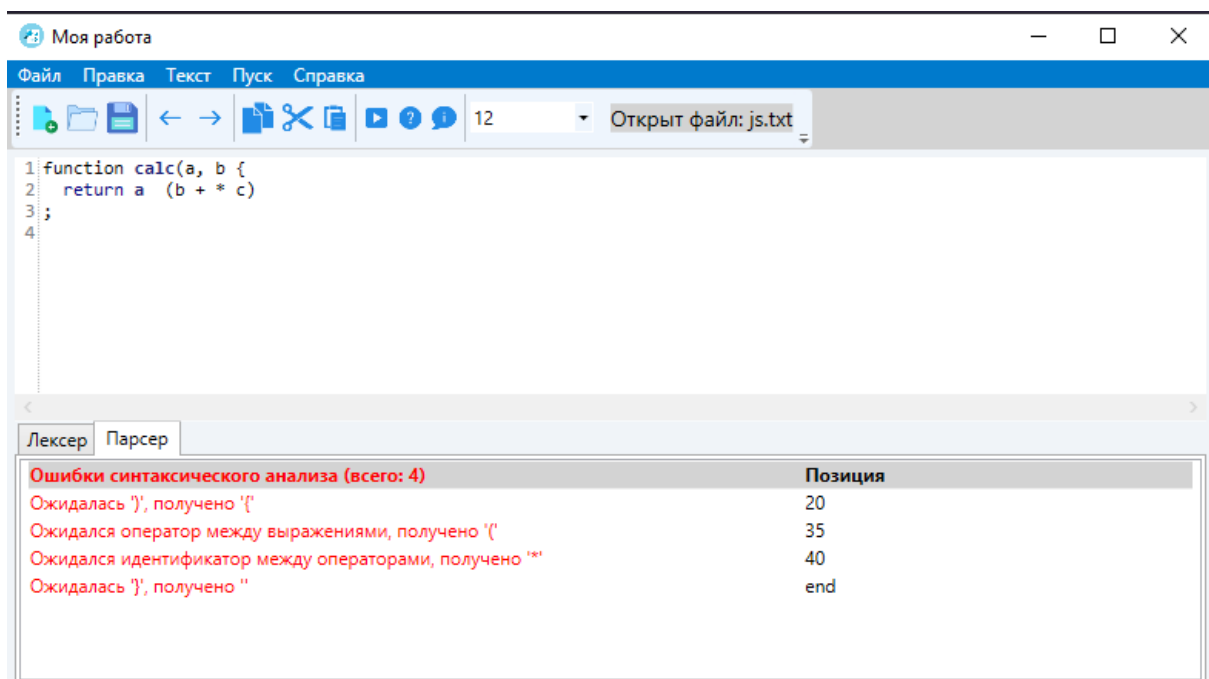 Моя работа
Файл Правка Текст Пуск Справка
12 Открыт файл: js.txt
1 function calc(a, b {
2   return a  (b + * c)
3 ;
4
Лексер Парсер
Ошибки синтаксического анализа (всего: 4) Позиция
Ожидалась ')', получено '{' 20
Ожидался оператор между выражениями, получено '(' 35
Ожидался идентификатор между операторами, получено '*' 40
Ожидалась '}', получено '' end